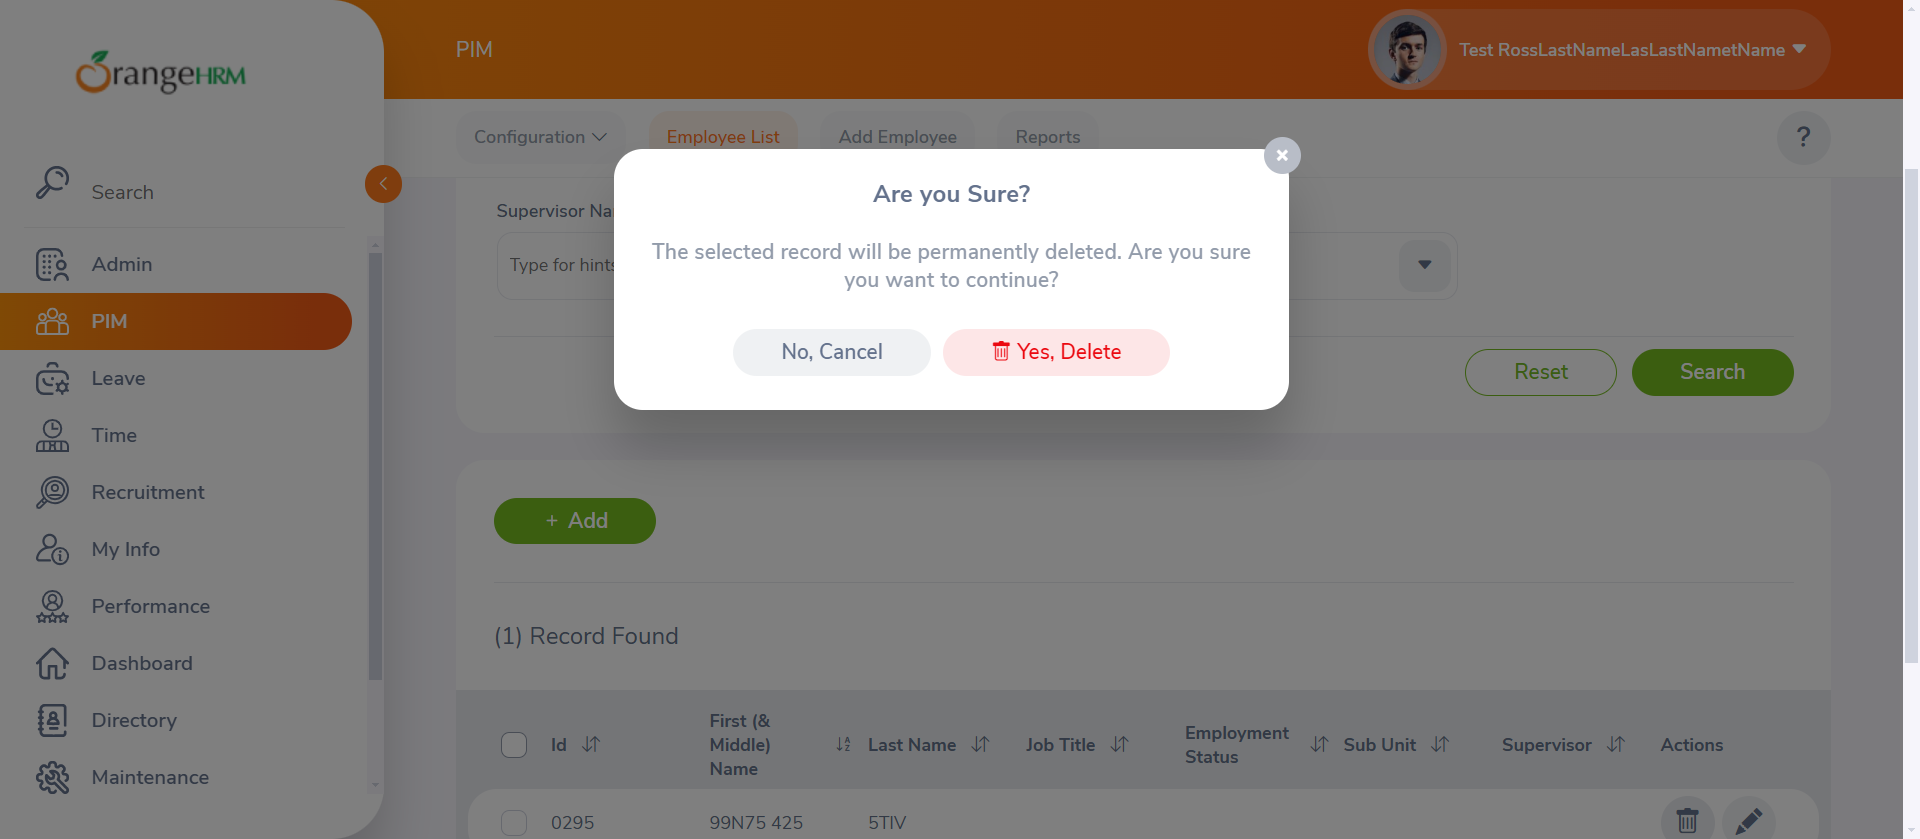 OrangeHRM
PIM
Test RossLastNameLasLastNametName
Configuration
Employee List
Add Employee
Reports
?
Search
Admin
PIM
Leave
Time
Recruitment
My Info
Performance
Dashboard
Directory
Maintenance
Supervisor Na
Type for hints
Are you Sure?
The selected record will be permanently deleted. Are you sure
you want to continue?
No, Cancel
Yes, Delete
Reset
Search
+ Add
(1) Record Found
Id
First (&
Middle)
Name
Last Name
Job Title
Employment
Status
Sub Unit
Supervisor
Actions
0295
99N75 425
5TIV